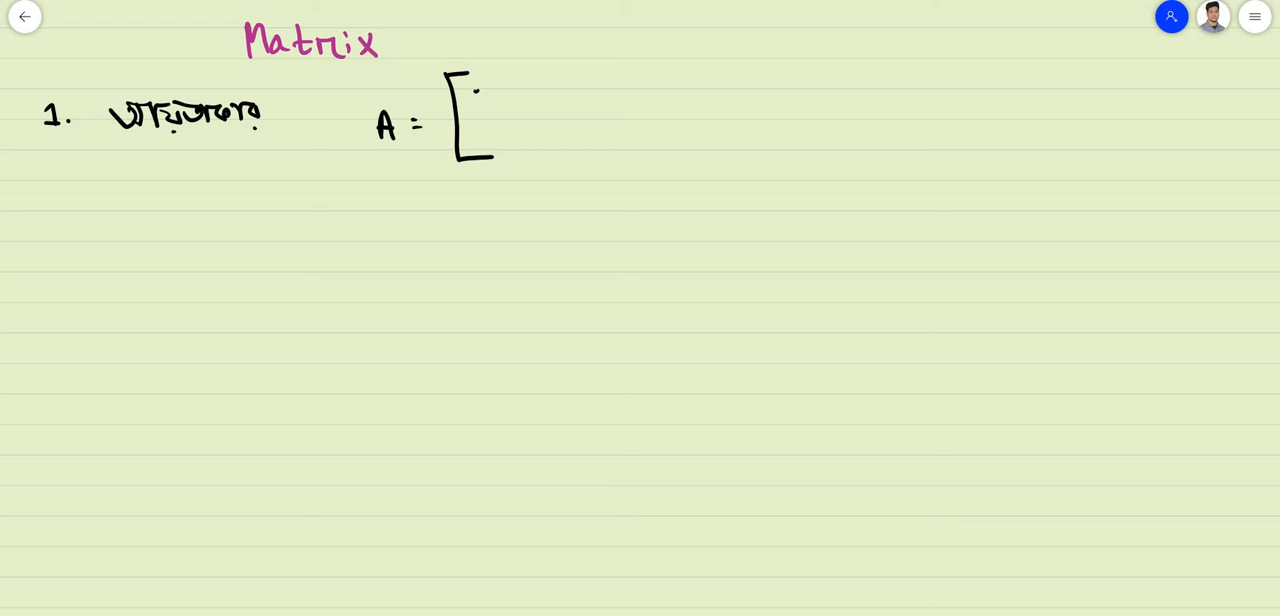 Matrix
1. আয়তাকার A = [